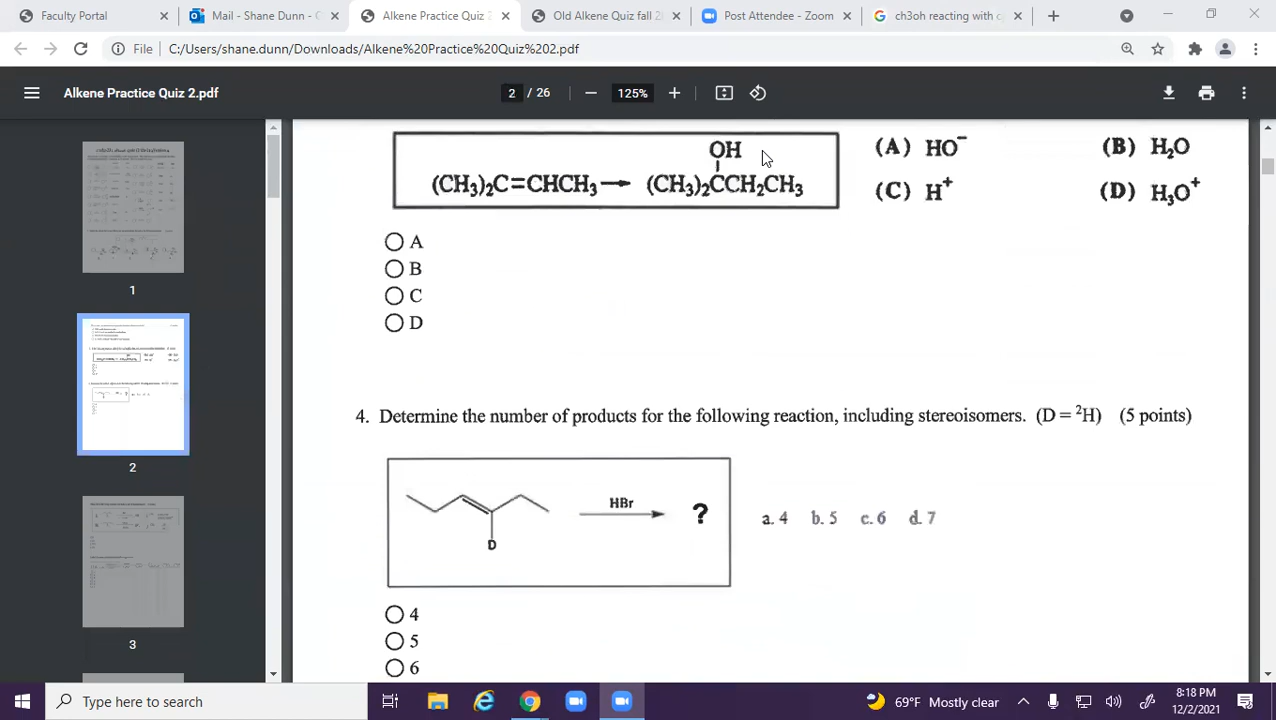 Faculty Portal
Mail - Shane Dunn - C
Alkene Practice Quiz 2
Old Alkene Quiz fall 2
Post Attendee - Zoom
ch3oh reacting with c
File
C:/Users/shane.dunn/Downloads/Alkene%20Practice%20Quiz%202.pdf
Alkene Practice Quiz 2.pdf
2 / 26
125%
OH
(CH₃)₂C=CHCH₃ → (CH₃)₂CCH₂CH₃
(A) HO⁻ (B) H₂O
(C) H⁺ (D) H₃O⁺
A
B
C
D
1
2
3
4. Determine the number of products for the following reaction, including stereoisomers. (D = ²H) (5 points)
HBr
?
D
a. 4 b. 5 c. 6 d. 7
4
5
6
Type here to search
69°F Mostly clear
8:18 PM
12/2/2021